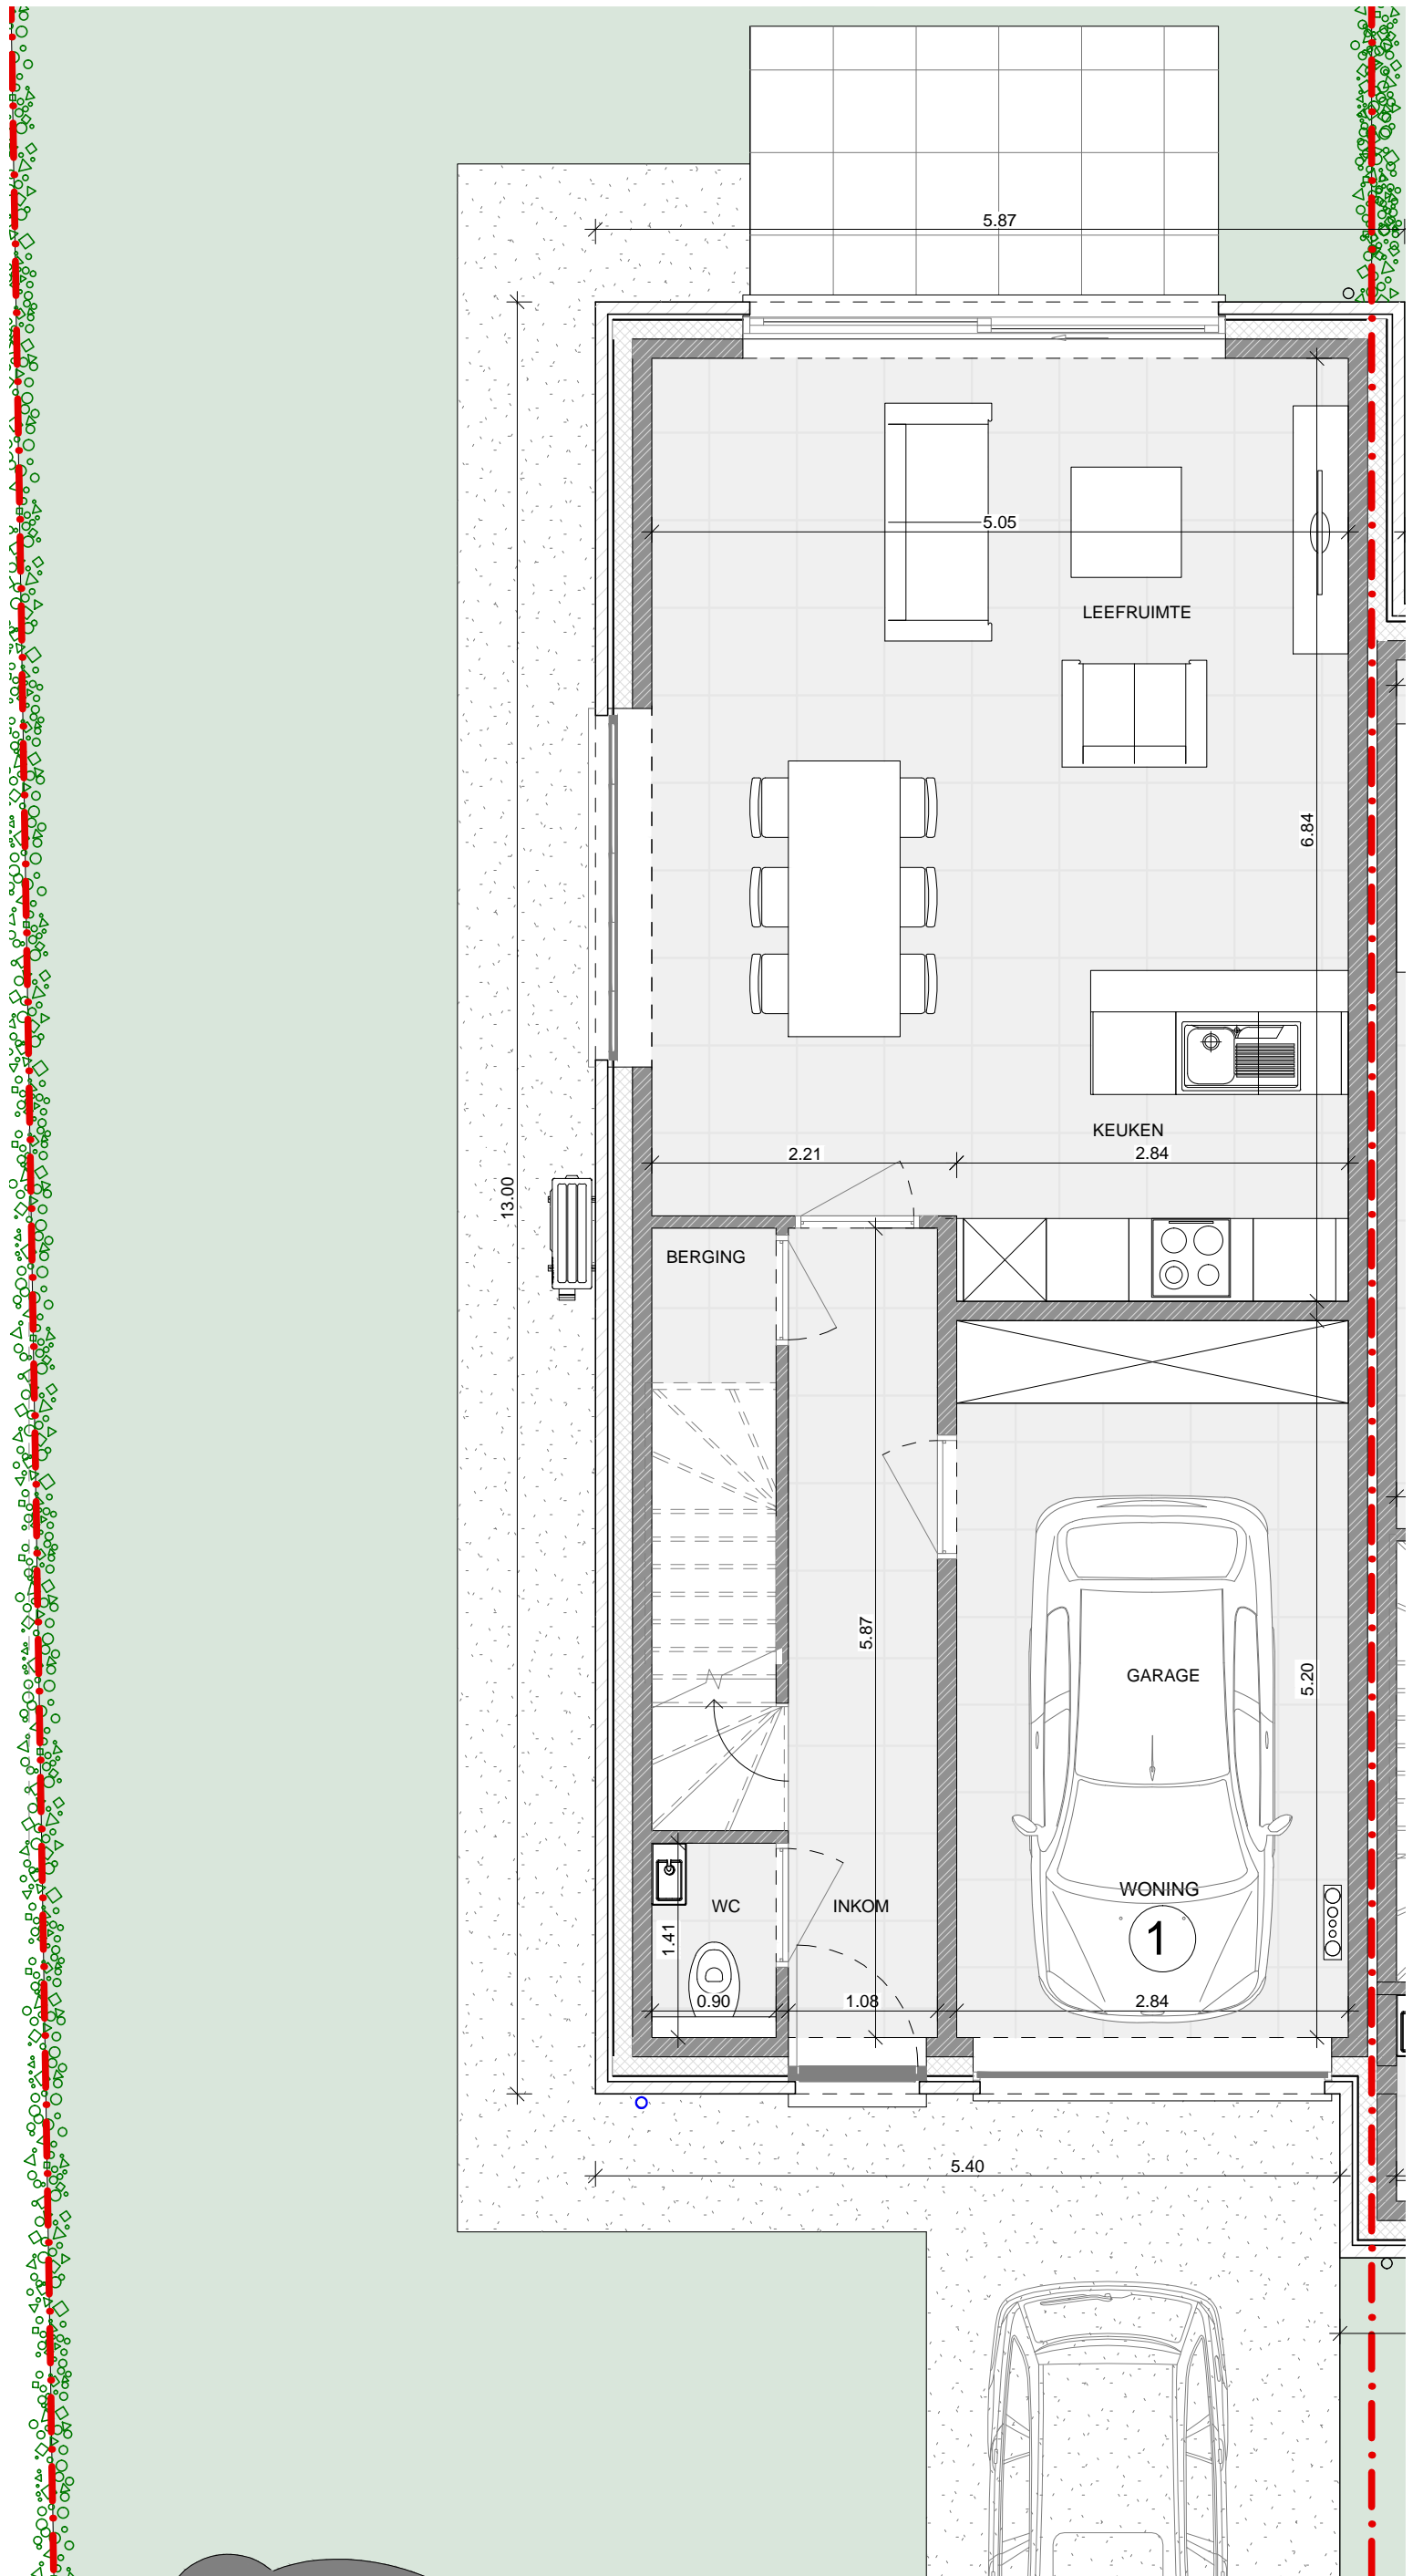 5.87
5.05
LEEFRUIMTE
6.84
KEUKEN
2.21
2.84
13.00
BERGING
5.87
GARAGE
5.20
WONING
1
WC
INKOM
1.41
0.90
1.08
2.84
5.40